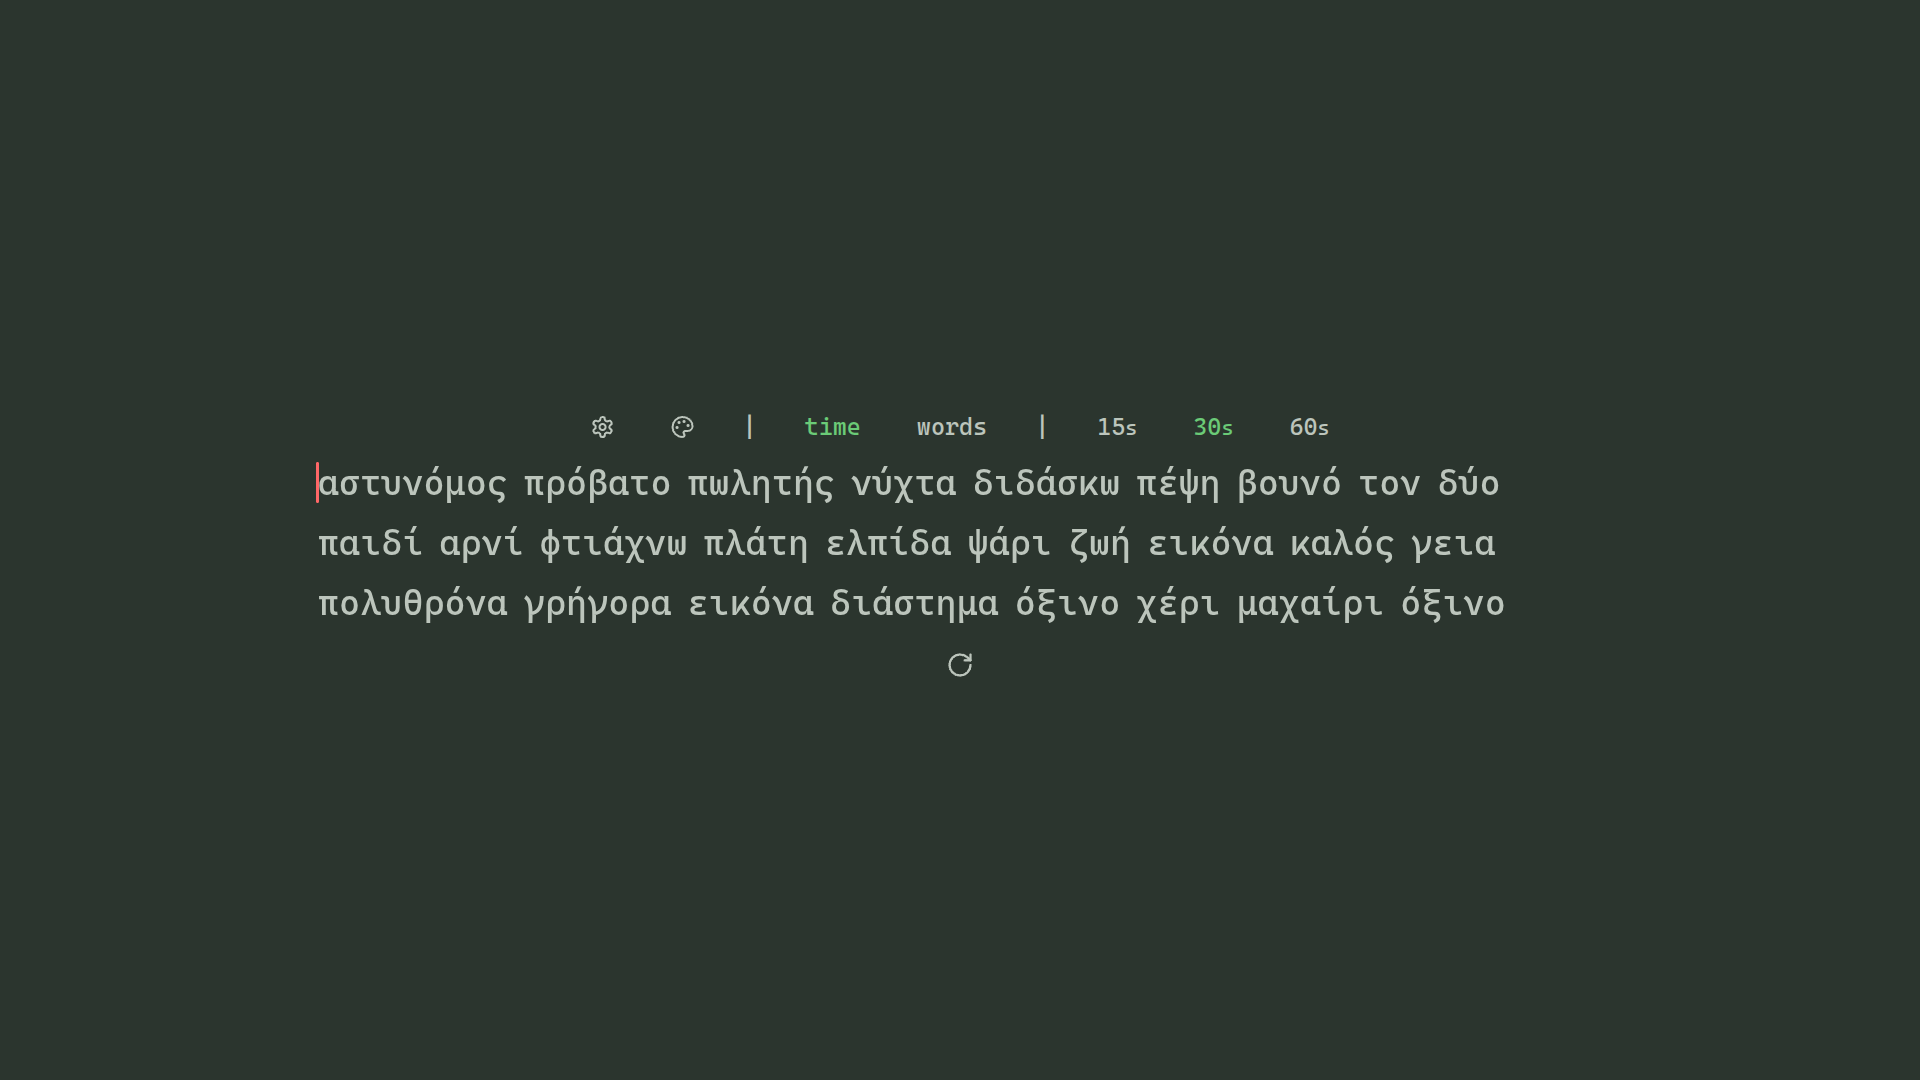 | time words | 15s 30s 60s
αστυνόμος πρόβατο πωλητής νύχτα διδάσκω πέψη βουνό τον δύο
παιδί αρνί φτιάχνω πλάτη ελπίδα ψάρι ζωή εικόνα καλός γεια
πολυθρόνα γρήγορα εικόνα διάστημα όξινο χέρι μαχαίρι όξινο